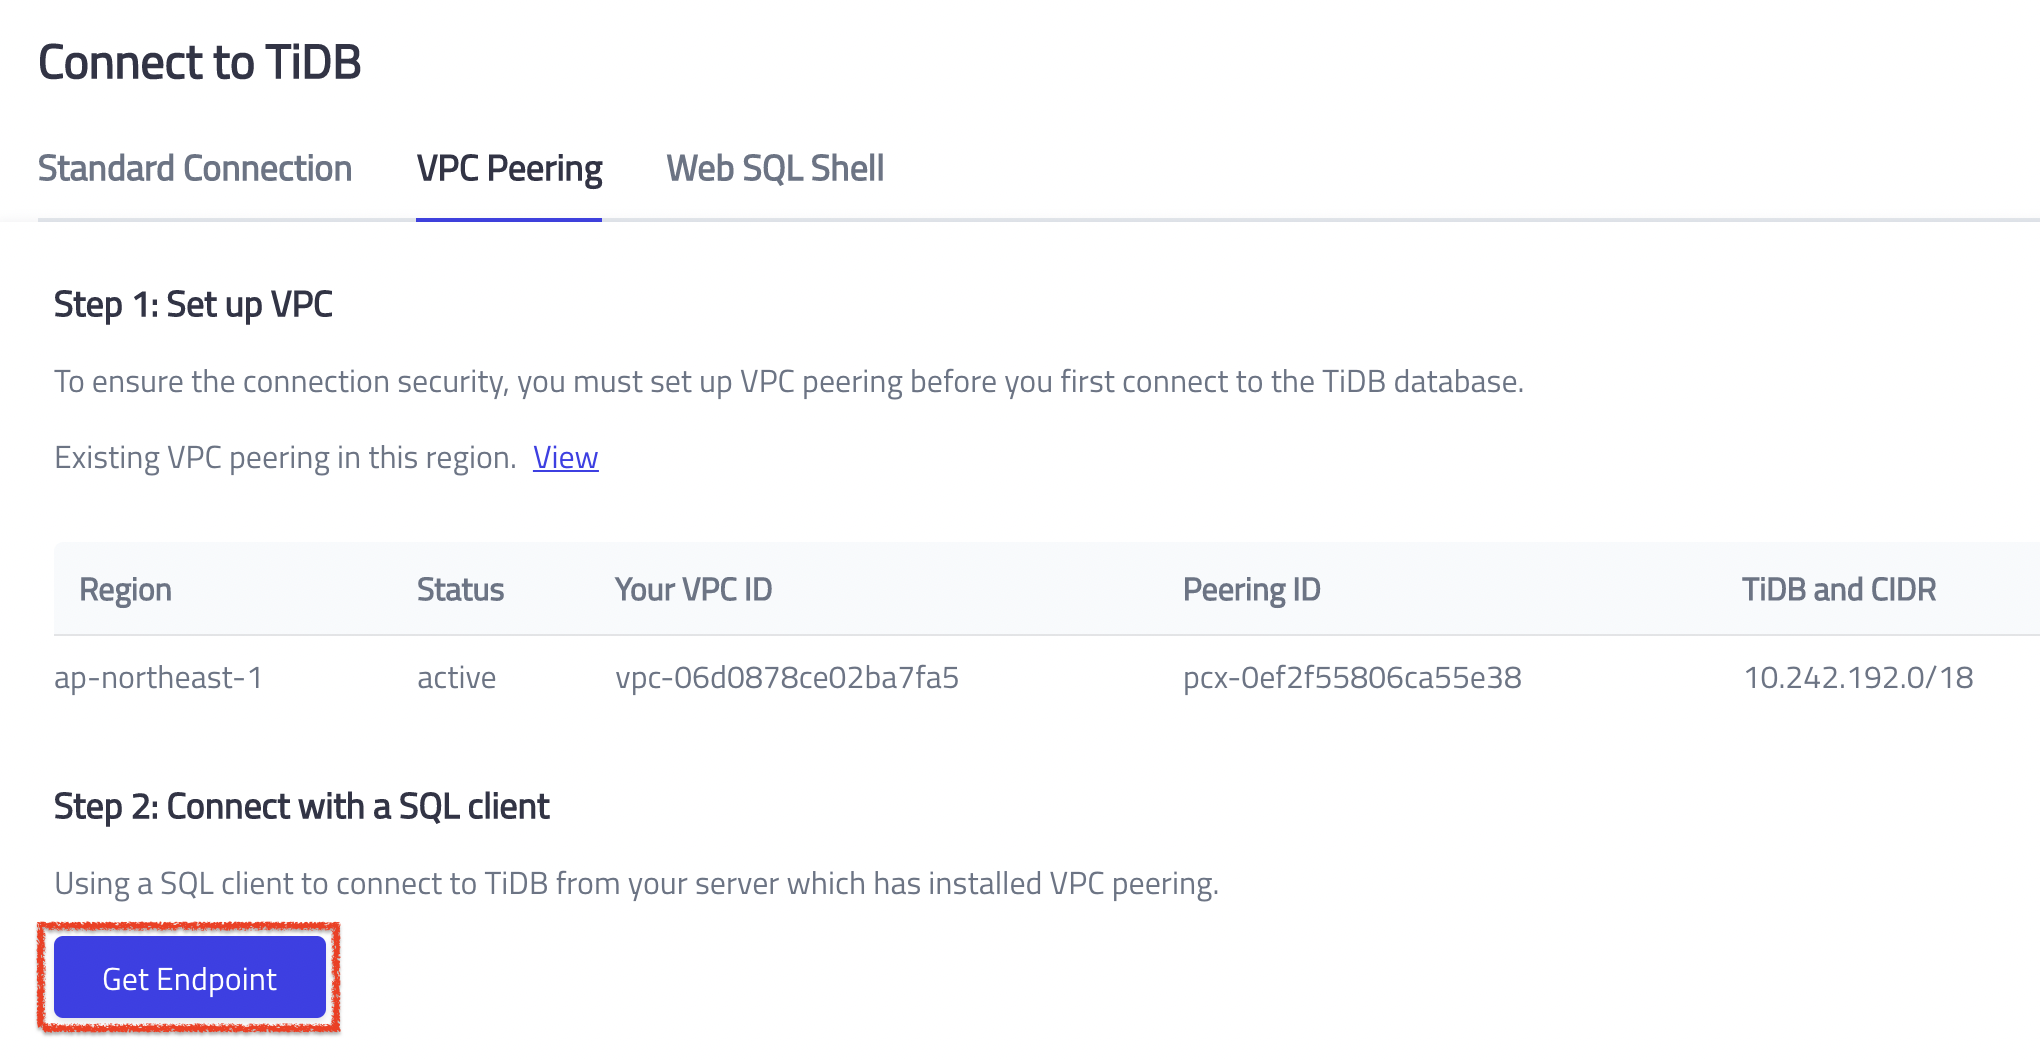 Connect to TiDB
Standard Connection VPC Peering Web SQL Shell
Step 1: Set up VPC
To ensure the connection security, you must set up VPC peering before you first connect to the TiDB database.
Existing VPC peering in this region. View
Region Status Your VPC ID Peering ID TiDB and CIDR
ap-northeast-1 active vpc-06d0878ce02ba7fa5 pcx-0ef2f55806ca55e38 10.242.192.0/18
Step 2: Connect with a SQL client
Using a SQL client to connect to TiDB from your server which has installed VPC peering.
Get Endpoint